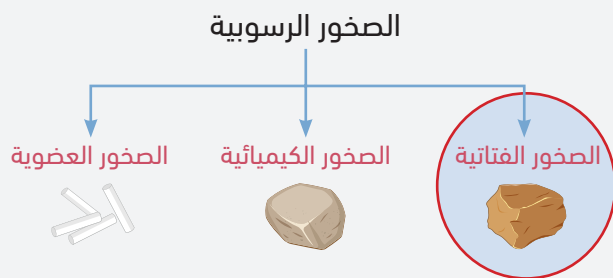 الصخور الرسوبية
الصخور الفتاتية
الصخور الكيميائية
الصخور العضوية